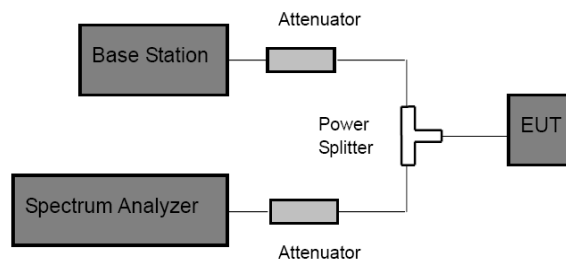 Attenuator
Base Station
Power
Splitter
EUT
Spectrum Analyzer
Attenuator